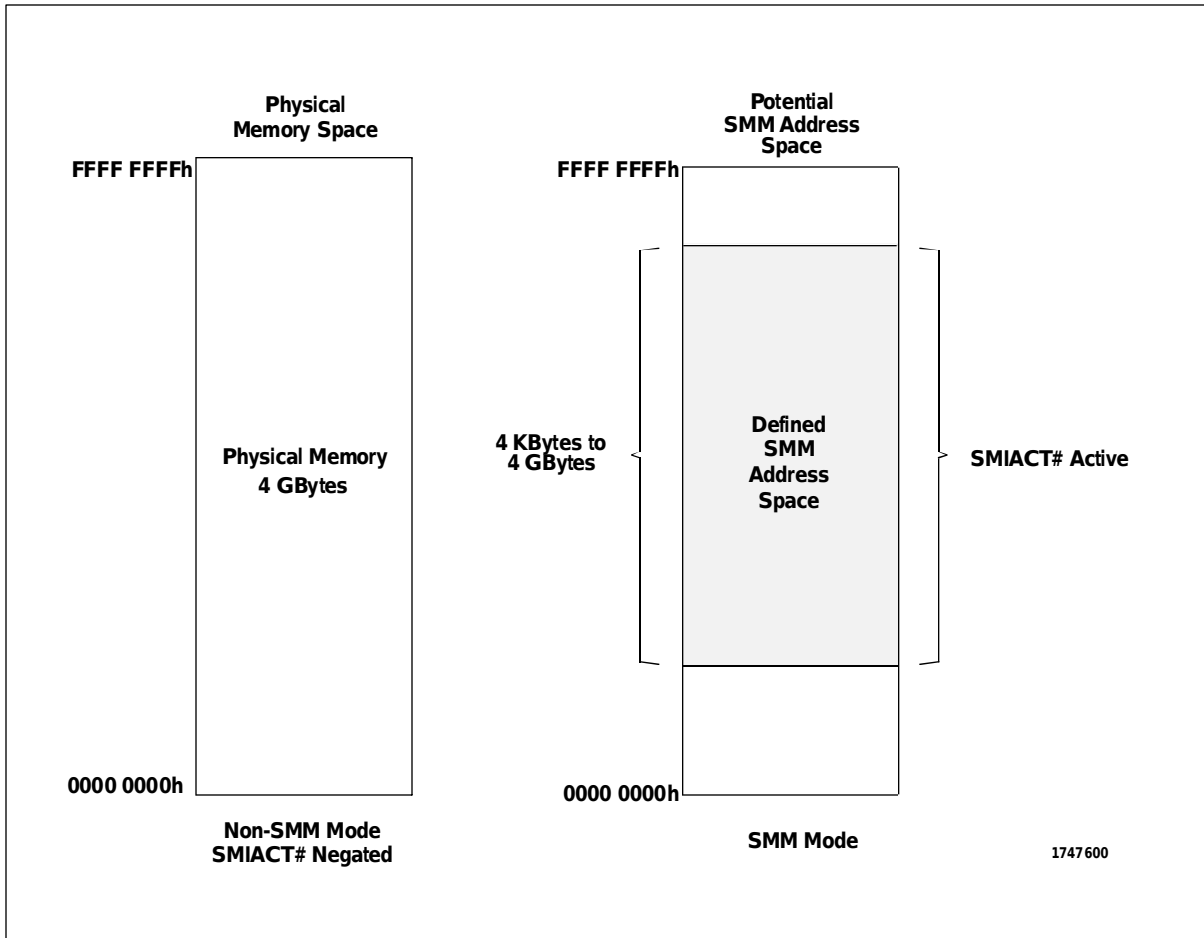 Physical
Memory Space
FFFF FFFFh
Physical Memory
4 GBytes
0000 0000h
Non-SMM Mode
SMIACT# Negated
Potential
SMM Address
Space
FFFF FFFFh
4 KBytes to
4 GBytes
Defined
SMM
Address
Space
SMIACT# Active
0000 0000h
SMM Mode
1747600